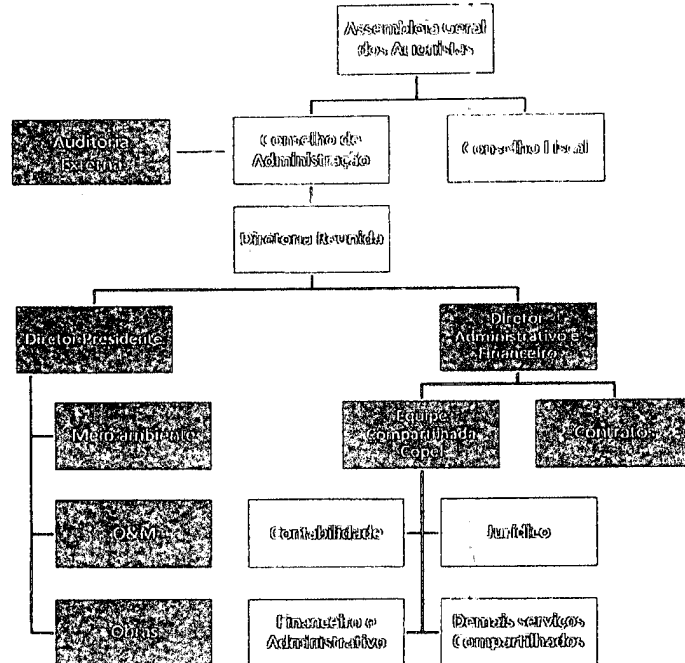 Assembleia Geral
dos Acionistas
Auditoria
Externa
Conselho de
Administração
Conselho Fiscal
Diretoria Reunida
Diretor Presidente
Diretor
Administrativo e
Financeiro
Meio ambiente
Equipe
compartilhada
Copel
Contratos
O&M
Contabilidade
Jurídico
Obras
Financeiro e
Administrativo
Demais serviços
Compartilhados